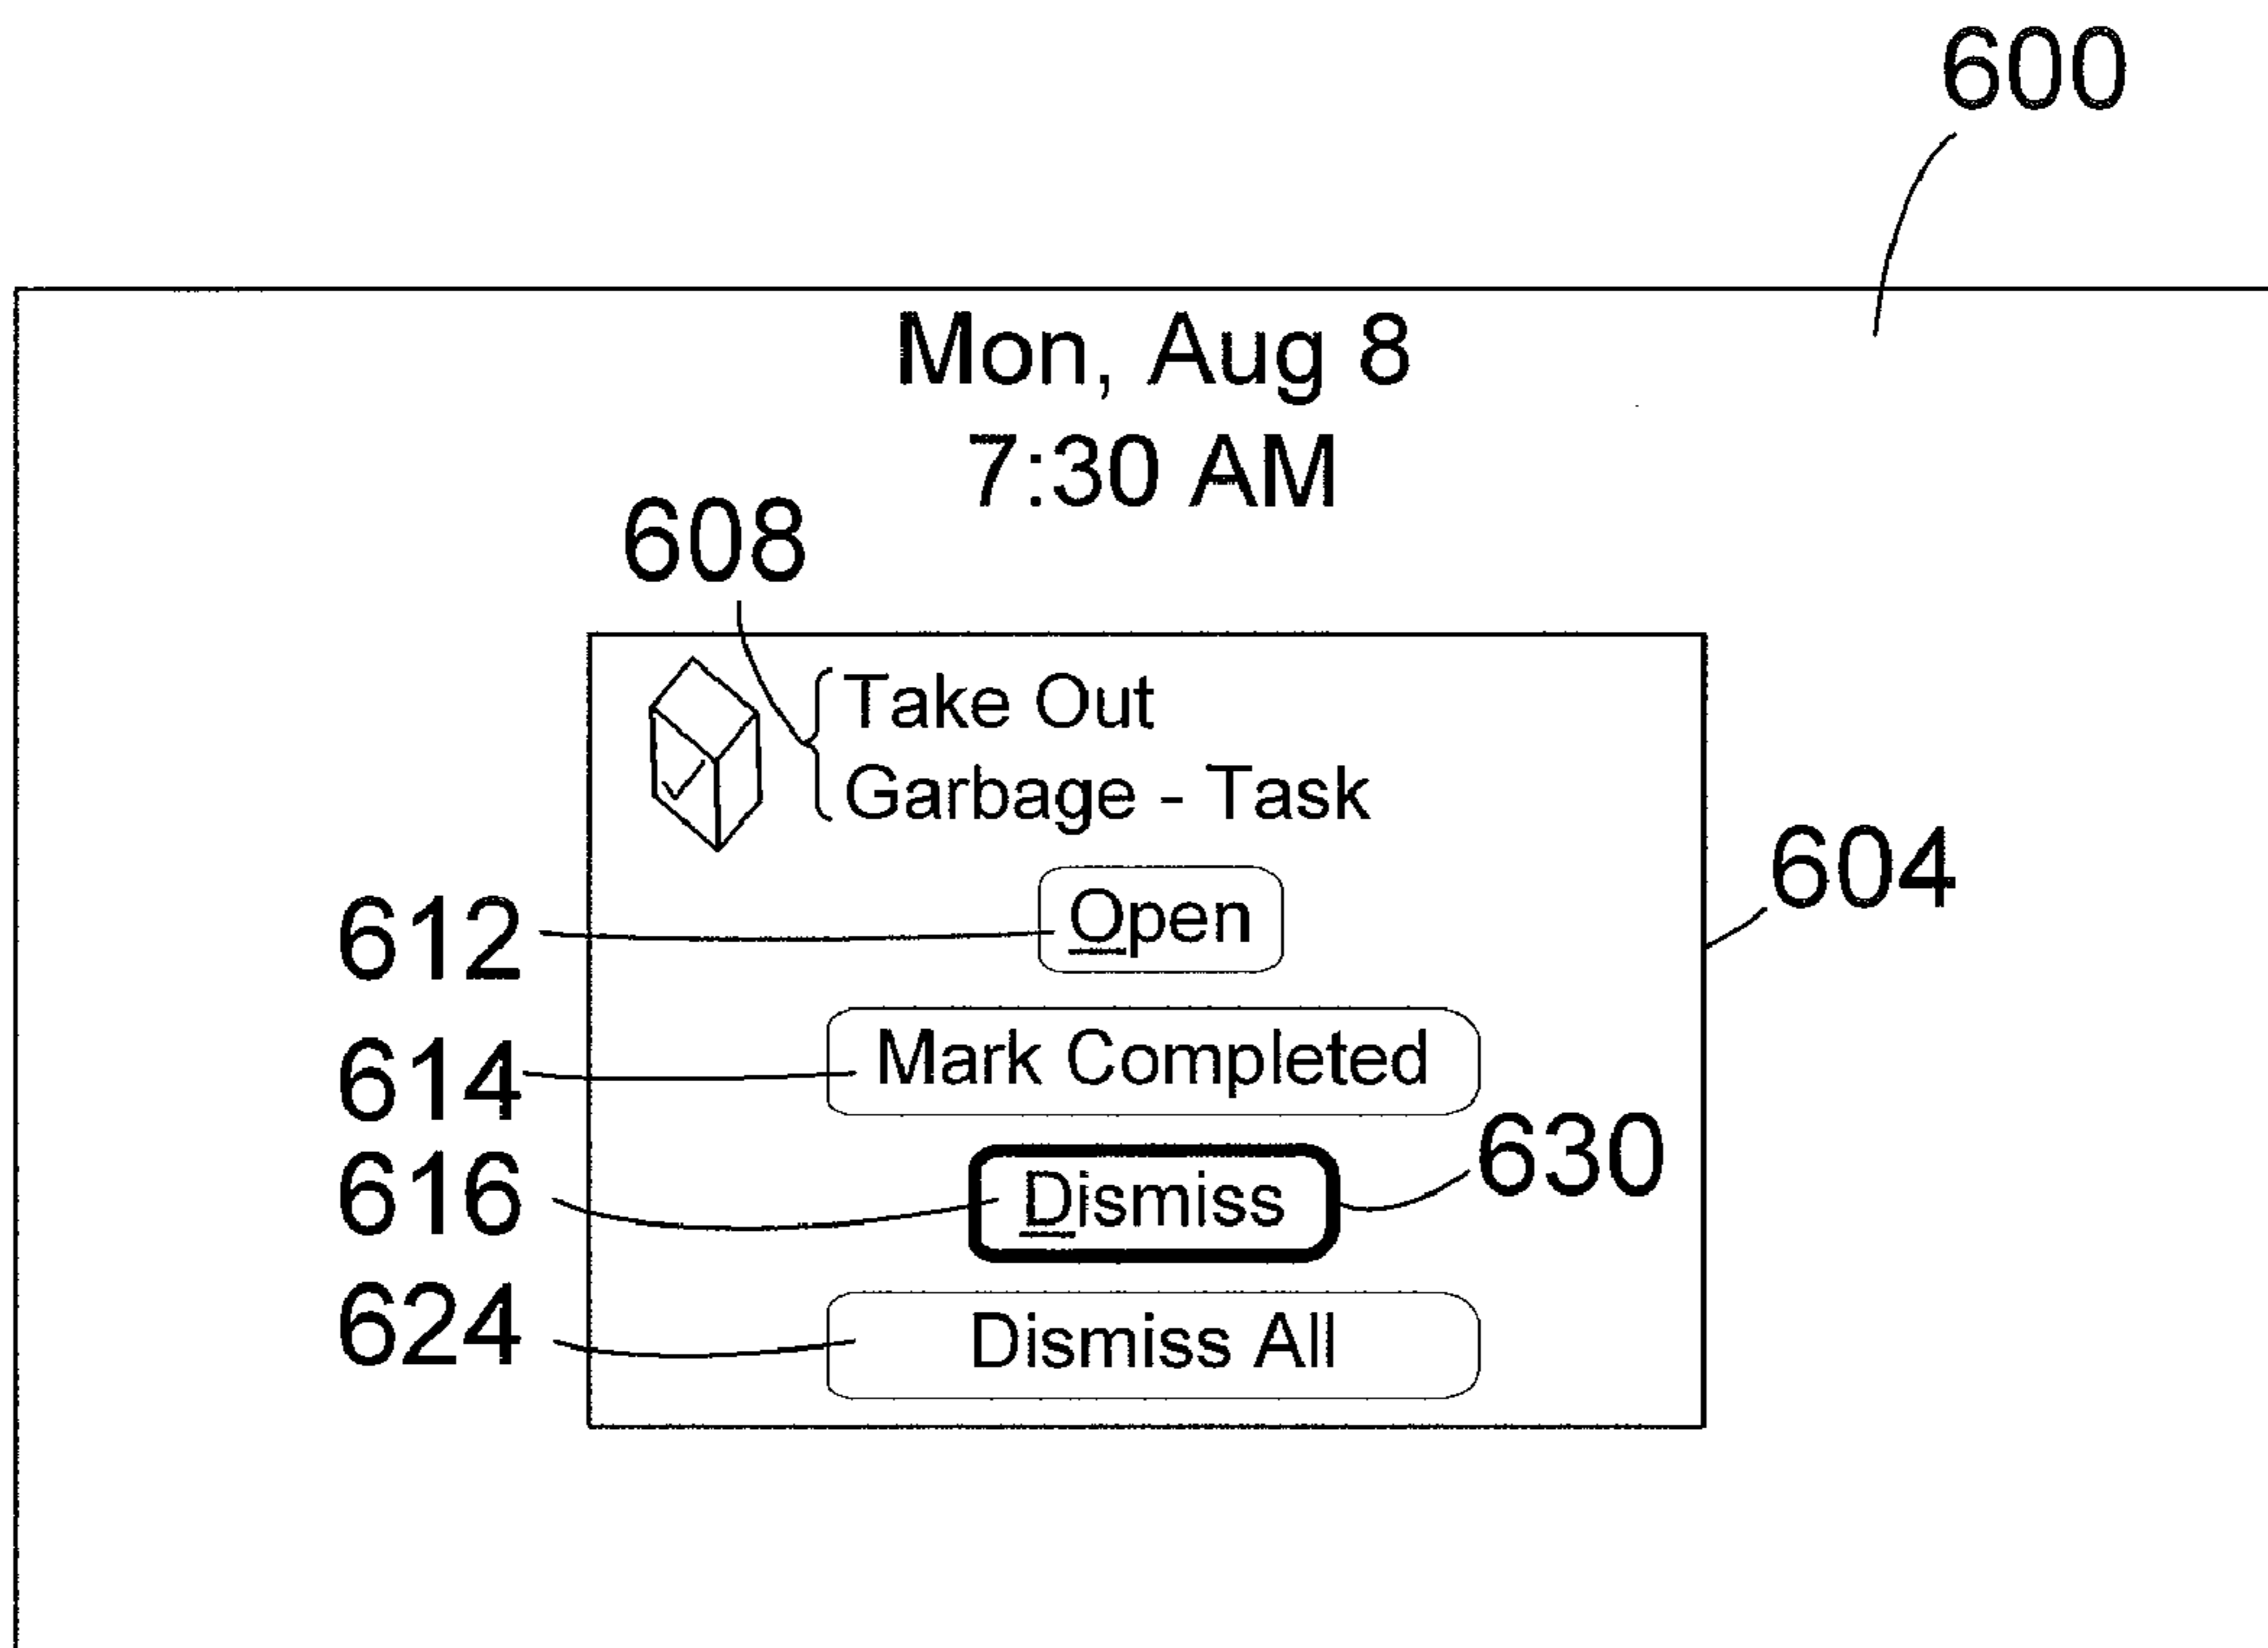 600
Mon, Aug 8
7:30 AM
608
Take Out
Garbage - Task
604
612 Open
614 Mark Completed
630
616 Dismiss
624 Dismiss All